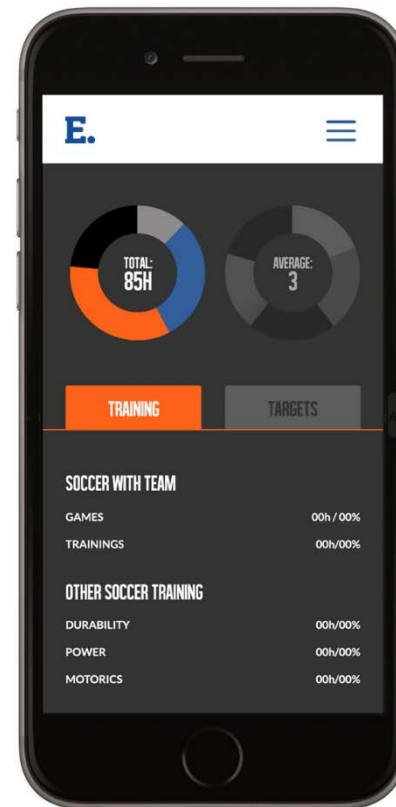 E.
TOTAL:
85H
AVERAGE:
3
TRAINING
TARGETS
SOCCER WITH TEAM
GAMES 00h / 00%
TRAININGS 00h/00%
OTHER SOCCER TRAINING
DURABILITY 00h/00%
POWER 00h/00%
MOTORICS 00h/00%